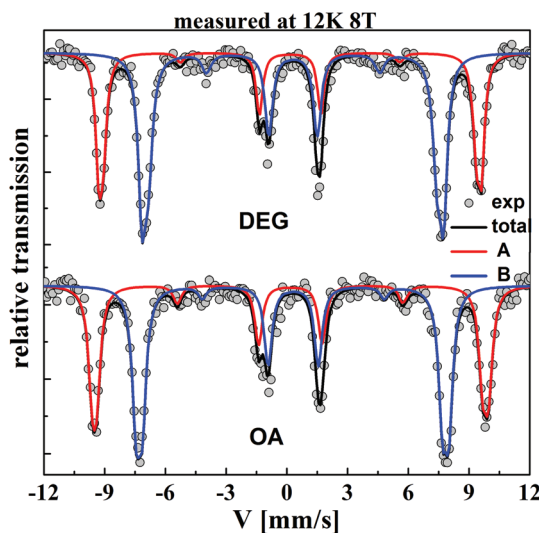 measured at 12K 8T
relative transmission
DEG
exp
total
A
B
OA
-12 -9 -6 -3 0 3 6 9 12
V [mm/s]